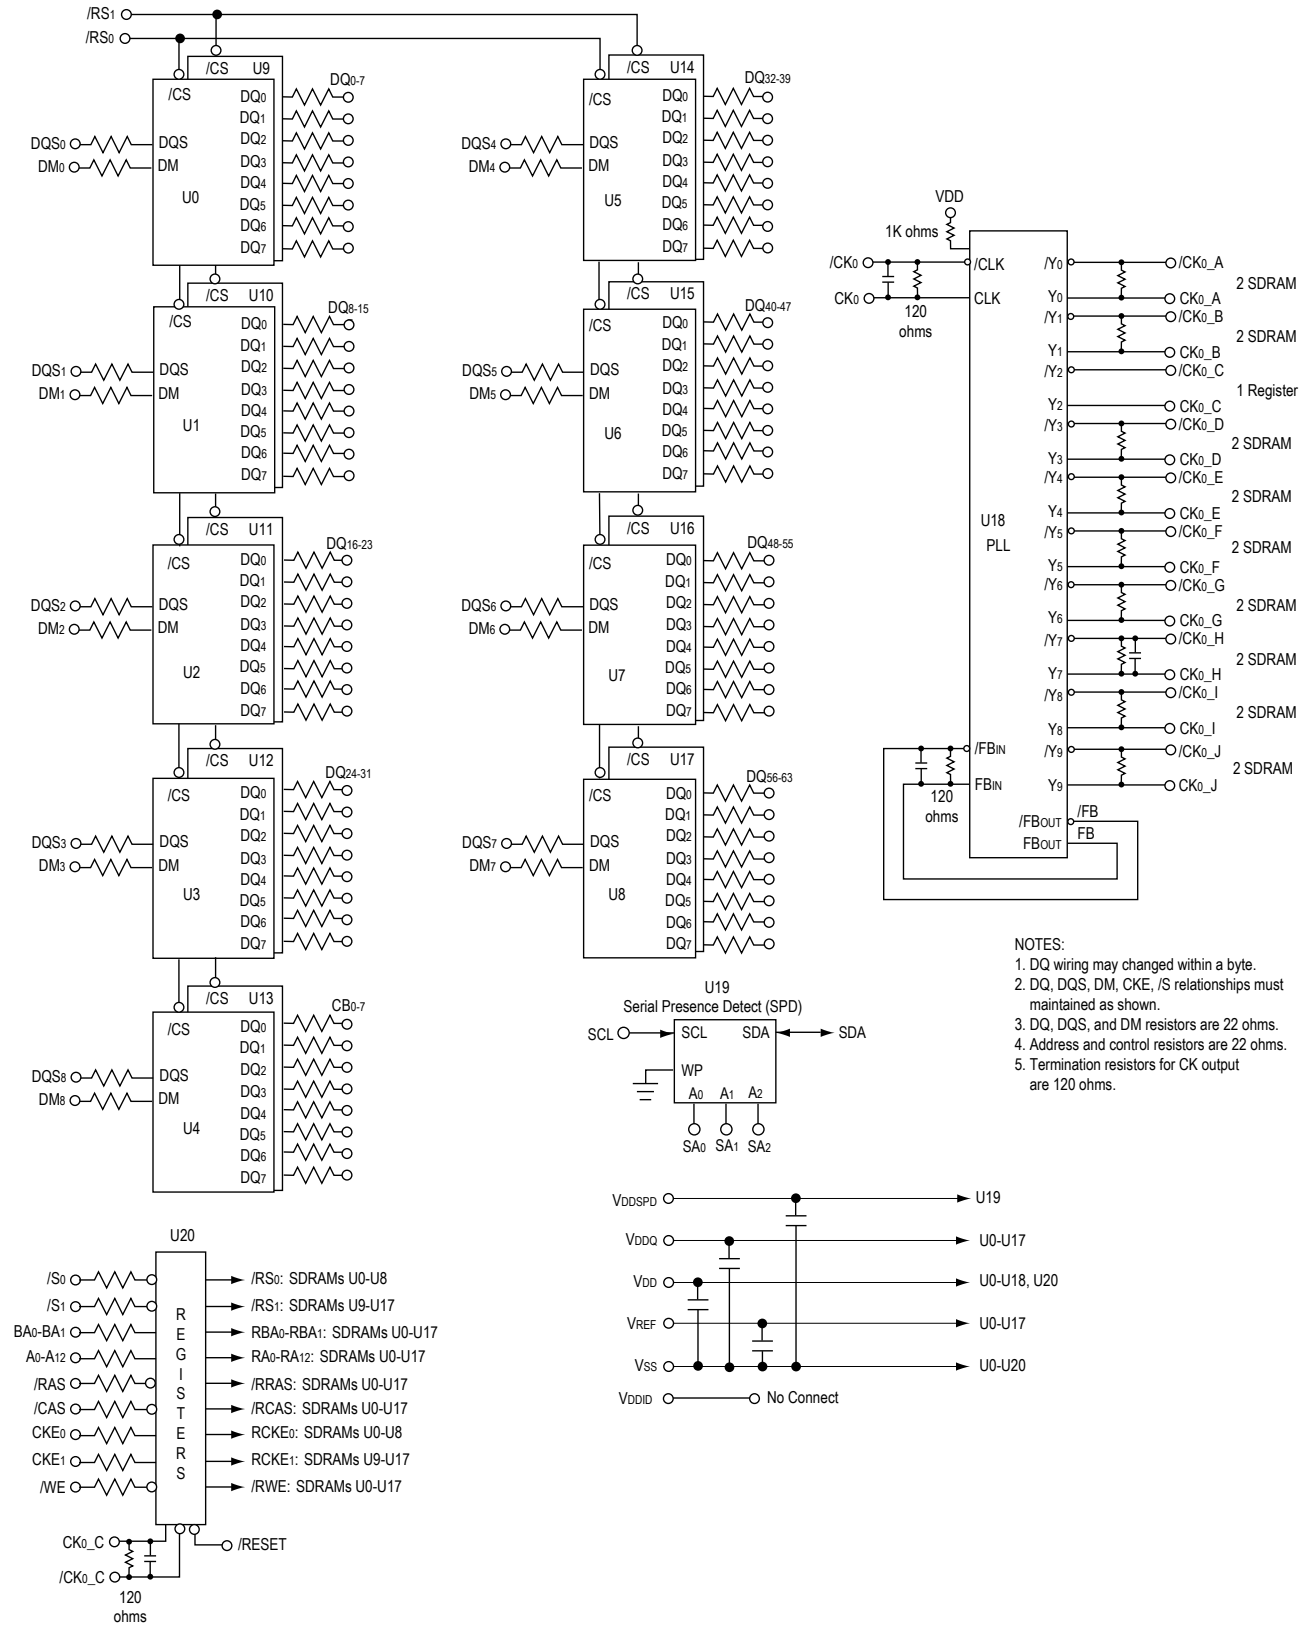 /RS1
/RS0
/CS U9
/CS
DQ0-7
DQ0
DQ1
DQ2
DQ3
DQ4
DQ5
DQ6
DQ7
DQS0 DQS
DM0 DM
U0
/CS U10
/CS
DQ8-15
DQ0
DQ1
DQ2
DQ3
DQ4
DQ5
DQ6
DQ7
DQS1 DQS
DM1 DM
U1
/CS U11
/CS
DQ16-23
DQ0
DQ1
DQ2
DQ3
DQ4
DQ5
DQ6
DQ7
DQS2 DQS
DM2 DM
U2
/CS U12
/CS
DQ24-31
DQ0
DQ1
DQ2
DQ3
DQ4
DQ5
DQ6
DQ7
DQS3 DQS
DM3 DM
U3
/CS U13
/CS
CB0-7
DQ0
DQ1
DQ2
DQ3
DQ4
DQ5
DQ6
DQ7
DQS8 DQS
DM8 DM
U4
/CS U14
/CS
DQ32-39
DQ0
DQ1
DQ2
DQ3
DQ4
DQ5
DQ6
DQ7
DQS4 DQS
DM4 DM
U5
/CS U15
/CS
DQ40-47
DQ0
DQ1
DQ2
DQ3
DQ4
DQ5
DQ6
DQ7
DQS5 DQS
DM5 DM
U6
/CS U16
/CS
DQ48-55
DQ0
DQ1
DQ2
DQ3
DQ4
DQ5
DQ6
DQ7
DQS6 DQS
DM6 DM
U7
/CS U17
/CS
DQ56-63
DQ0
DQ1
DQ2
DQ3
DQ4
DQ5
DQ6
DQ7
DQS7 DQS
DM7 DM
U8
VDD
1K ohms
/CK0 /CLK
CK0 CLK
120
ohms
U18
PLL
/Y0 /CK0_A
2 SDRAM
Y0 CK0_A
/Y1 /CK0_B
2 SDRAM
Y1 CK0_B
/Y2 /CK0_C
1 Register
Y2 CK0_C
/Y3 /CK0_D
2 SDRAM
Y3 CK0_D
/Y4 /CK0_E
2 SDRAM
Y4 CK0_E
/Y5 /CK0_F
2 SDRAM
Y5 CK0_F
/Y6 /CK0_G
2 SDRAM
Y6 CK0_G
/Y7 /CK0_H
2 SDRAM
Y7 CK0_H
/Y8 /CK0_I
2 SDRAM
Y8 CK0_I
/Y9 /CK0_J
2 SDRAM
Y9 CK0_J
/FBIN
FBIN
120
ohms
/FBOUT /FB
FBOUT FB
NOTES:
1. DQ wiring may changed within a byte.
2. DQ, DQS, DM, CKE, /S relationships must
maintained as shown.
3. DQ, DQS, and DM resistors are 22 ohms.
4. Address and control resistors are 22 ohms.
5. Termination resistors for CK output
are 120 ohms.
U19
Serial Presence Detect (SPD)
SCL SCL SDA SDA
WP
A0 A1 A2
SA0 SA1 SA2
VDDSPD U19
VDDQ U0-U17
VDD U0-U18, U20
VREF U0-U17
VSS U0-U20
VDDID No Connect
U20
REGISTERS
/S0 /RS0: SDRAMs U0-U8
/S1 /RS1: SDRAMs U9-U17
BA0-BA1 RBA0-RBA1: SDRAMs U0-U17
A0-A12 RA0-RA12: SDRAMs U0-U17
/RAS /RRAS: SDRAMs U0-U17
/CAS /RCAS: SDRAMs U0-U17
CKE0 RCKE0: SDRAMs U0-U8
CKE1 RCKE1: SDRAMs U9-U17
/WE /RWE: SDRAMs U0-U17
CK0_C
/RESET
/CK0_C
120
ohms